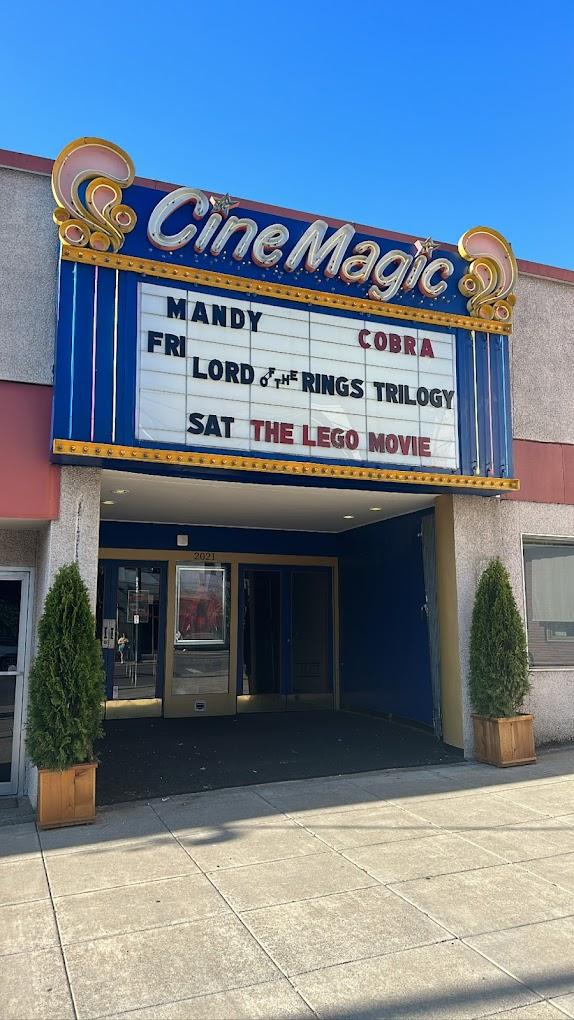 CineMagic
MANDY COBRA
FRI LORD OF THE RINGS TRILOGY
SAT THE LEGO MOVIE
2021